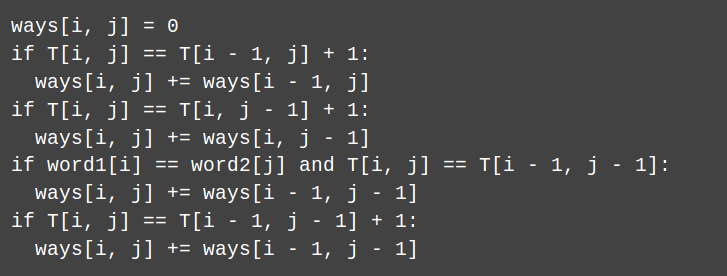 ways[i, j] = 0
if T[i, j] == T[i - 1, j] + 1:
  ways[i, j] += ways[i - 1, j]
if T[i, j] == T[i, j - 1] + 1:
  ways[i, j] += ways[i, j - 1]
if word1[i] == word2[j] and T[i, j] == T[i - 1, j - 1]:
  ways[i, j] += ways[i - 1, j - 1]
if T[i, j] == T[i - 1, j - 1] + 1:
  ways[i, j] += ways[i - 1, j - 1]